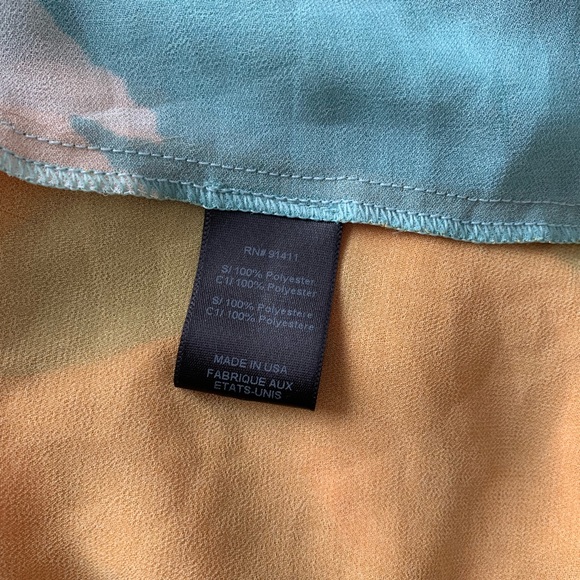 RN# 91411
S/ 100% Polyester
C1/ 100% Polyester
S/ 100% Polyestere
C1/ 100% Polyestere
MADE IN USA
FABRIQUE AUX
ETATS-UNIS